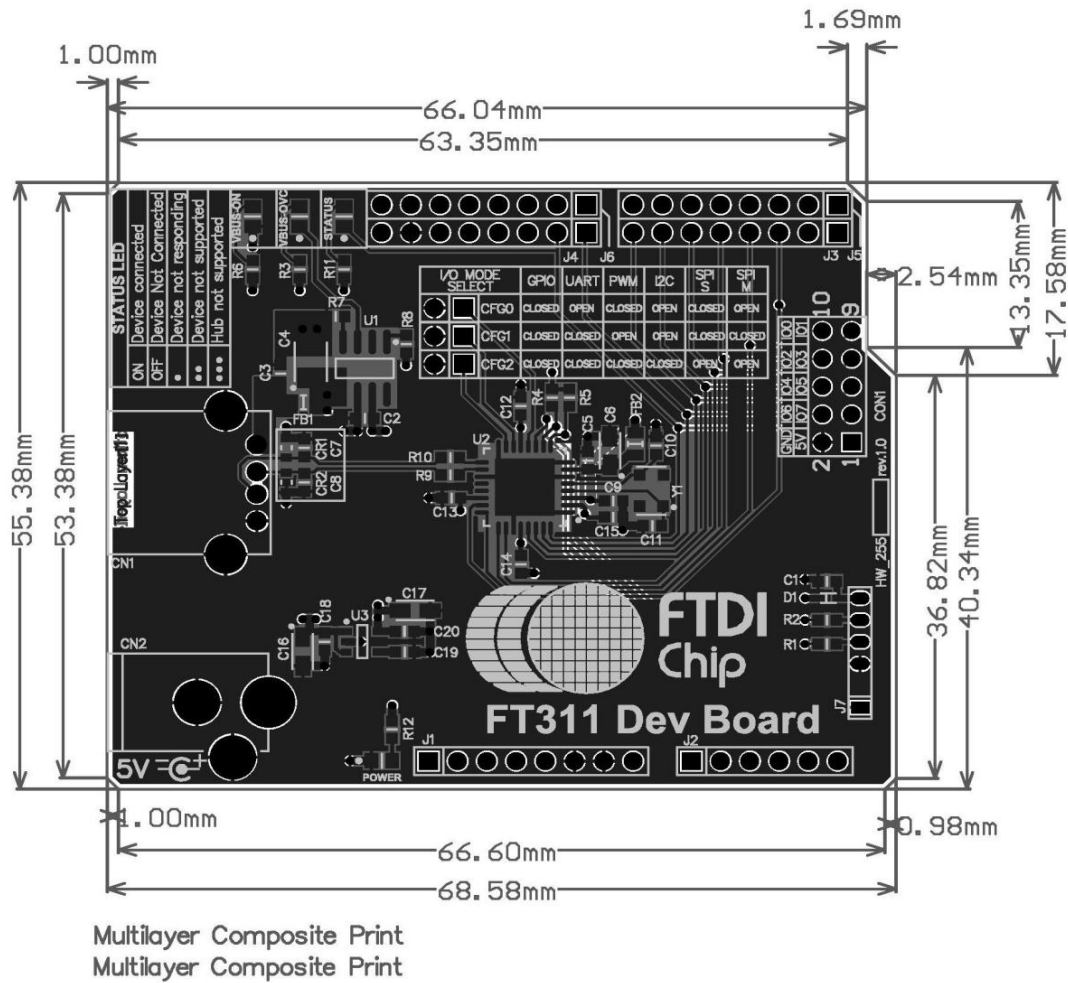 1.69mm
1.00mm
66.04mm
63.35mm
STATUS LED
ON Device connected
OFF Device Not Connected
• Device not responding
•• Device not supported
••• Hub not supported
VBUS-ON
VBUS-OVC
STATUS
R6
R3
R11
J4
J6
J3
J5
I/O MODE SELECT GPIO UART PWM I2C SPI S SPI M
CFG0 CLOSED OPEN CLOSED OPEN CLOSED OPEN
CFG1 CLOSED CLOSED OPEN OPEN CLOSED CLOSED
CFG2 CLOSED CLOSED CLOSED CLOSED OPEN OPEN
2.54mm
13.35mm
17.58mm
R7
U1
R8
C4
C3
FB1
C2
10
9
IO0 IO1
IO2 IO3
IO4 IO5
IO6 IO7
GND 5V
2
1
CON1
rev.1.0
HW_255
C12
R4
R5
C5
C6
FB2
C10
CR1
C7
CR2
C8
U2
R10
R9
C13
C9
Y1
C15
C11
C14
CN1
55.38mm
53.38mm
36.82mm
40.34mm
C17
C18
U3
C20
C16
C19
CN2
C1
D1
R2
R1
J7
FTDI
Chip
FT311 Dev Board
R12
POWER
J1
J2
5V
1.00mm
0.98mm
66.60mm
68.58mm
Multilayer Composite Print
Multilayer Composite Print